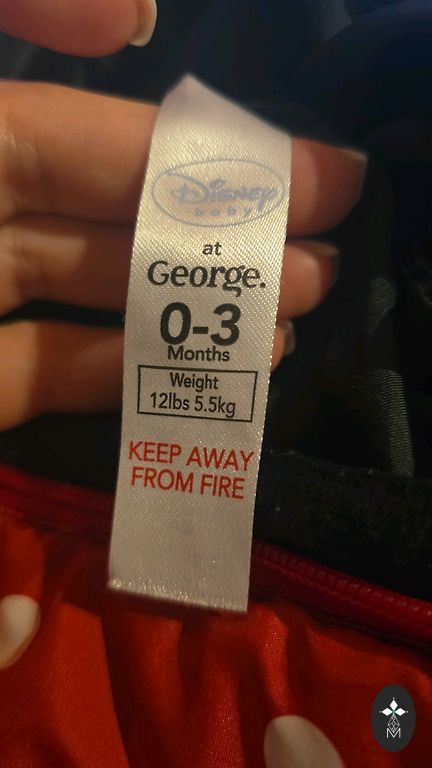 Disney
baby
at
George.
0-3
Months
Weight
12lbs 5.5kg
KEEP AWAY
FROM FIRE
M